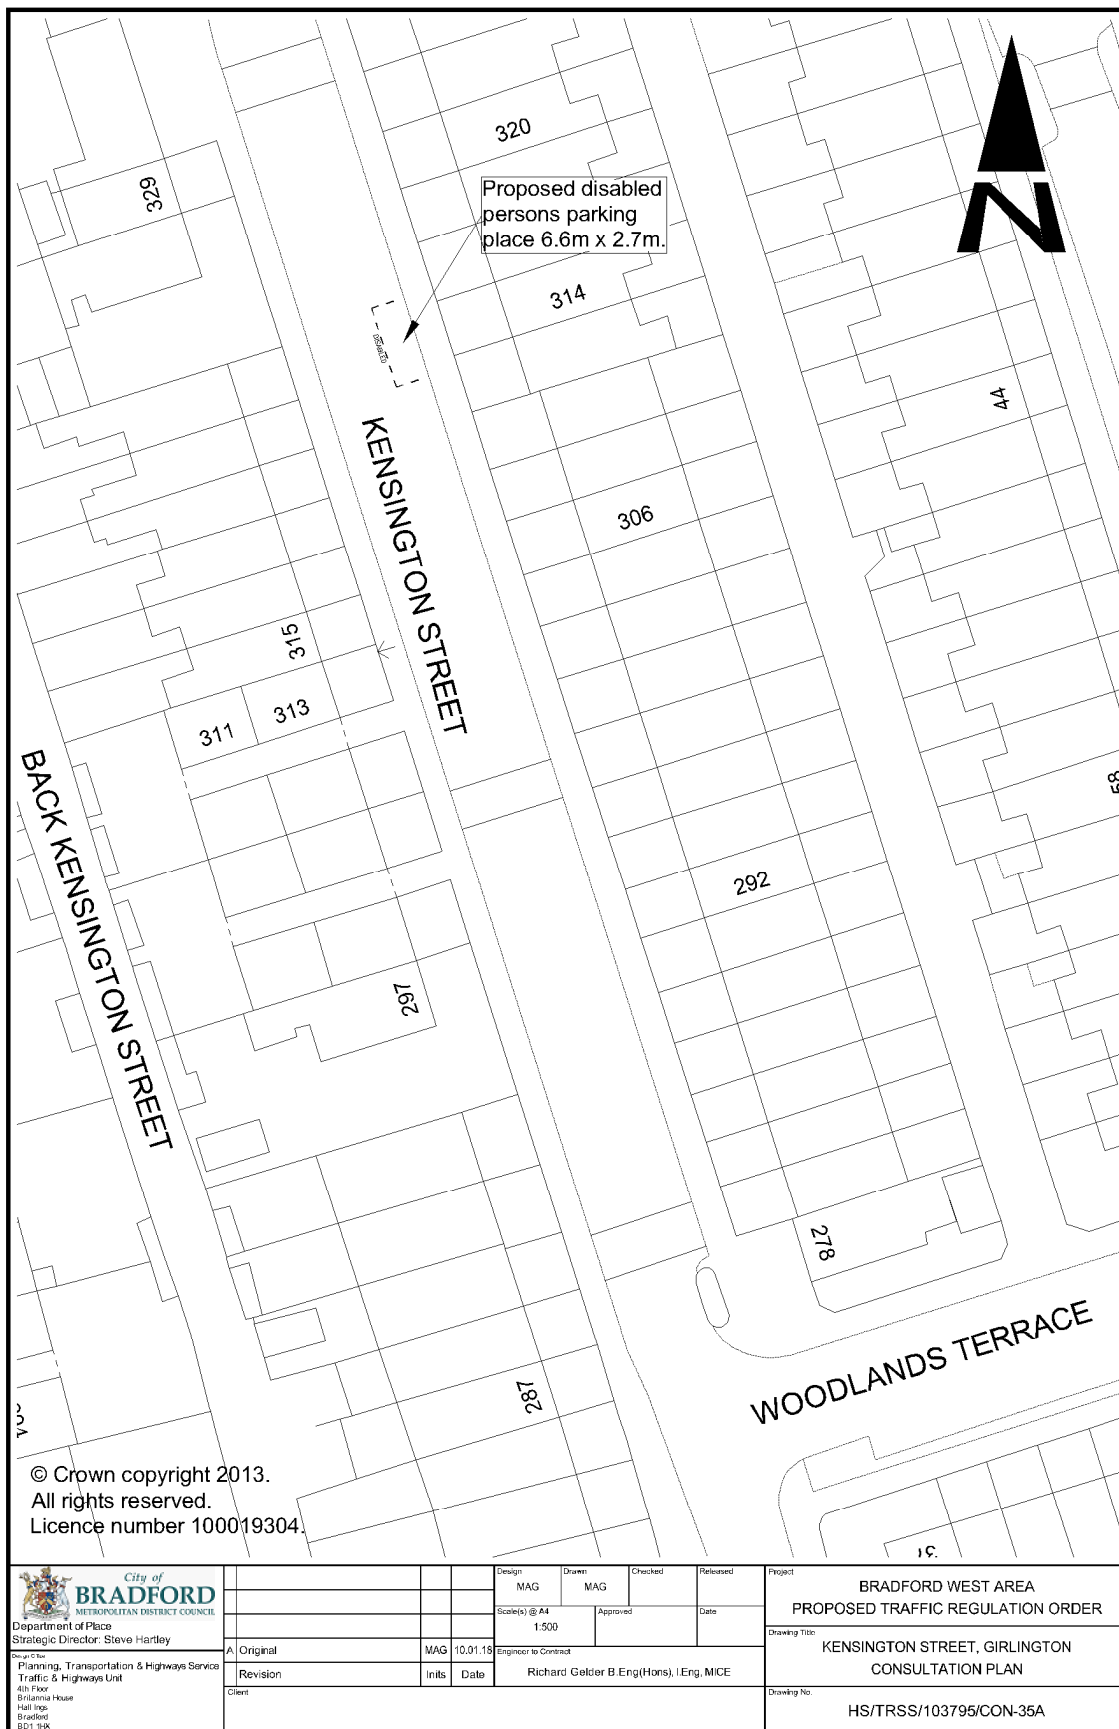 320
329
Proposed disabled
persons parking
place 6.6m x 2.7m.
314
DISABLED
44
KENSINGTON STREET
306
315
313
311
58
BACK KENSINGTON STREET
292
297
278
WOODLANDS TERRACE
287
© Crown copyright 2013.
All rights reserved.
Licence number 100019304.
N
City of
BRADFORD
METROPOLITAN DISTRICT COUNCIL
Department of Place
Strategic Director: Steve Hartley
Design Office
Planning, Transportation & Highways Service
Traffic & Highways Unit
4th Floor
Britannia House
Hall Ings
Bradford
BD1 1HX
A Original MAG 10.01.18
Revision Inits Date
Client
Design Drawn Checked Released
MAG MAG
Scale(s) @ A4 Approved Date
1:500
Engineer to Contract
Richard Gelder B.Eng(Hons), I.Eng, MICE
Project
BRADFORD WEST AREA
PROPOSED TRAFFIC REGULATION ORDER
Drawing Title
KENSINGTON STREET, GIRLINGTON
CONSULTATION PLAN
Drawing No.
HS/TRSS/103795/CON-35A